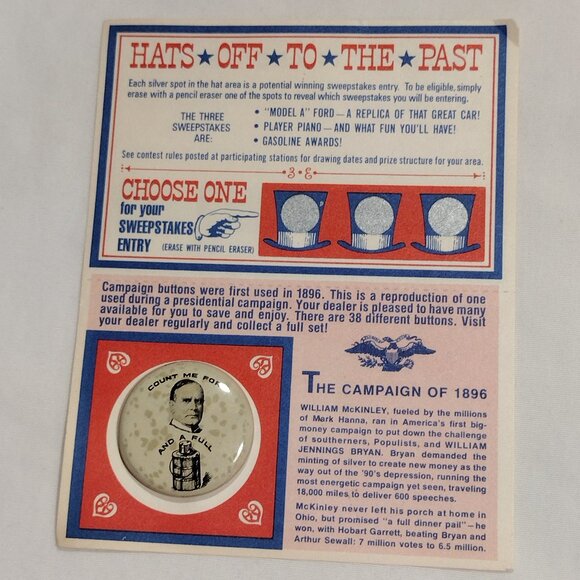 HATS ★ OFF ★ TO ★ THE ★ PAST
Each silver spot in the hat area is a potential winning sweepstakes entry. To be eligible, simply
erase with a pencil eraser one of the spots to reveal which sweepstakes you will be entering.
THE THREE
SWEEPSTAKES
ARE:
• "MODEL A" FORD — A REPLICA OF THAT GREAT CAR!
• PLAYER PIANO — AND WHAT FUN YOU'LL HAVE!
• GASOLINE AWARDS!
See contest rules posted at participating stations for drawing dates and prize structure for your area.
CHOOSE ONE
for your
SWEEPSTAKES
ENTRY (ERASE WITH PENCIL ERASER)
Campaign buttons were first used in 1896. This is a reproduction of one
used during a presidential campaign. Your dealer is pleased to have many
available for you to save and enjoy. There are 38 different buttons. Visit
your dealer regularly and collect a full set!
COUNT ME FOR
AND A FULL
THE CAMPAIGN OF 1896
WILLIAM McKINLEY, fueled by the millions
of Mark Hanna, ran in America's first big-
money campaign to put down the challenge
of southerners, Populists, and WILLIAM
JENNINGS BRYAN. Bryan demanded the
minting of silver to create new money as the
way out of the '90's depression, running the
most energetic campaign yet seen, traveling
18,000 miles to deliver 600 speeches.
McKinley never left his porch at home in
Ohio, but promised "a full dinner pail"—he
won, with Hobart Garrett, beating Bryan and
Arthur Sewall: 7 million votes to 6.5 million.